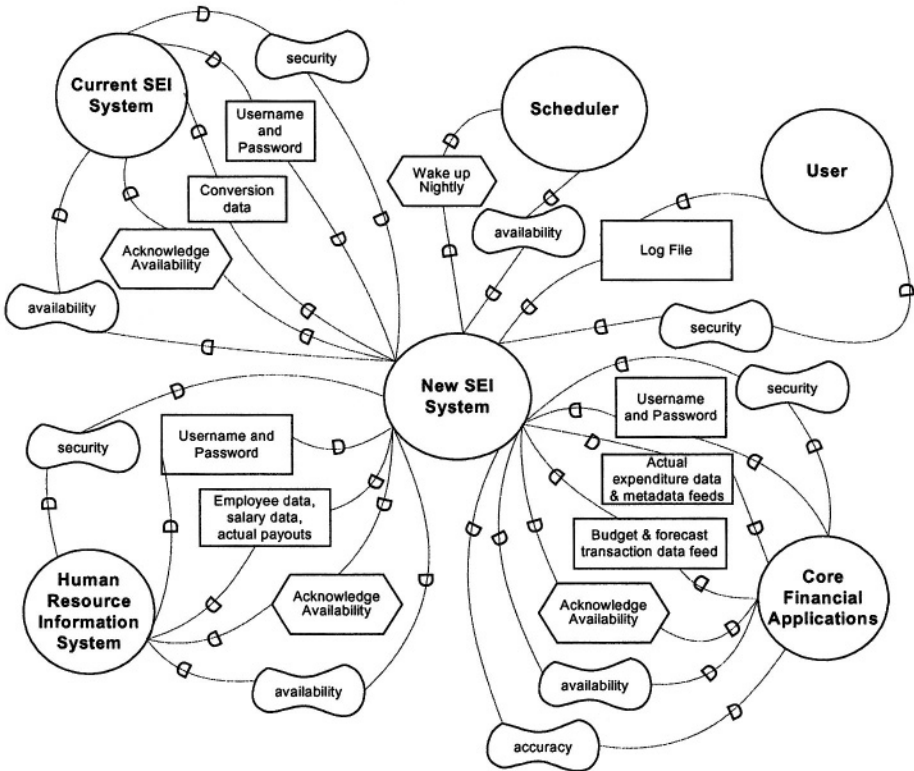 security
Current SEI
System
Scheduler
Username
and
Password
User
Wake up
Nightly
Conversion
data
availability
Log File
Acknowledge
Availability
availability
security
New SEI
System
security
Username
and Password
Username and
Password
security
Actual
expenditure data
& metadata feeds
Employee data,
salary data,
actual payouts
Budget & forecast
transaction data feed
Human
Resource
Information
System
Acknowledge
Availability
Acknowledge
Availability
Core
Financial
Applications
availability
availability
accuracy